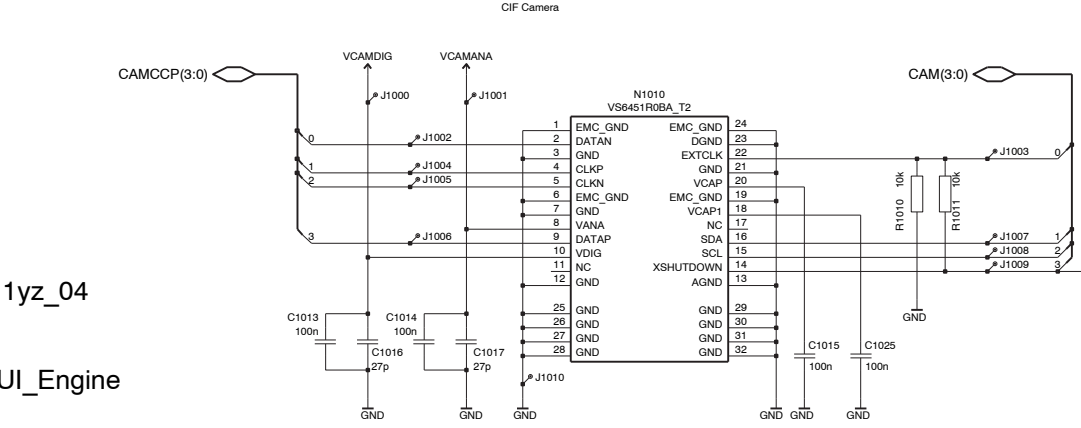 CIF Camera
VCAMDIG
VCAMANA
CAMCCP(3:0)
CAM(3:0)
J1000
J1001
N1010
VS6451R0BA_T2
1 EMC_GND EMC_GND 24
0 J1002 2 DATAN DGND 23
3 GND EXTCLK 22 J1003 0
1 J1004 4 CLKP GND 21
2 J1005 5 CLKN VCAP 20
6 EMC_GND EMC_GND 19
7 GND VCAP1 18
8 VANA NC 17
3 J1006 9 DATAP SDA 16 J1007 1
10 VDIG SCL 15 J1008 2
11 NC XSHUTDOWN 14 J1009 3
12 GND AGND 13
R1010 10k
R1011 10k
1yz_04
25 GND GND 29
26 GND GND 30
27 GND GND 31
28 GND GND 32
GND
C1013
100n
C1014
100n
C1016
27p
C1017
27p
C1015
100n
C1025
100n
UI_Engine
J1010
GND GND GND GND GND GND